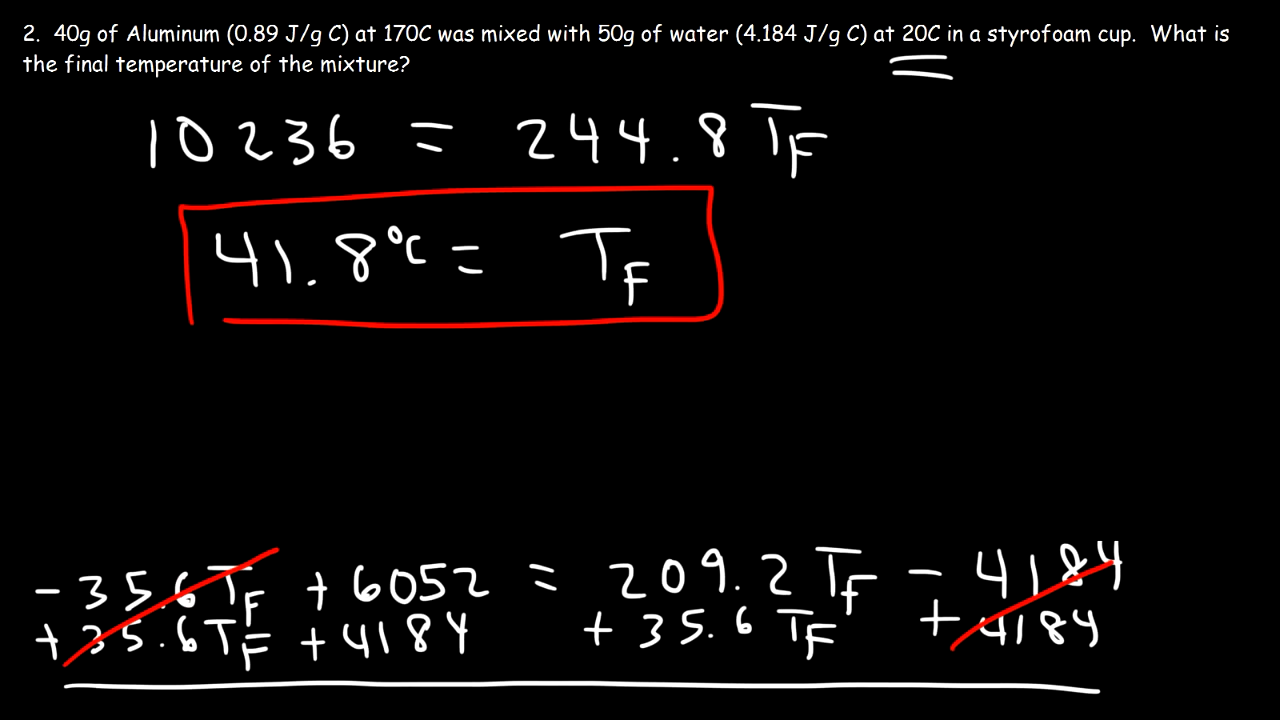 2. 40g of Aluminum (0.89 J/g C) at 170C was mixed with 50g of water (4.184 J/g C) at 20C in a styrofoam cup. What is
the final temperature of the mixture?
10236 = 244.8 TF
41.8°C = TF
- 35.6 TF + 6052 = 209.2 TF - 4184
+ 35.6 TF + 4184 + 35.6 TF + 4184